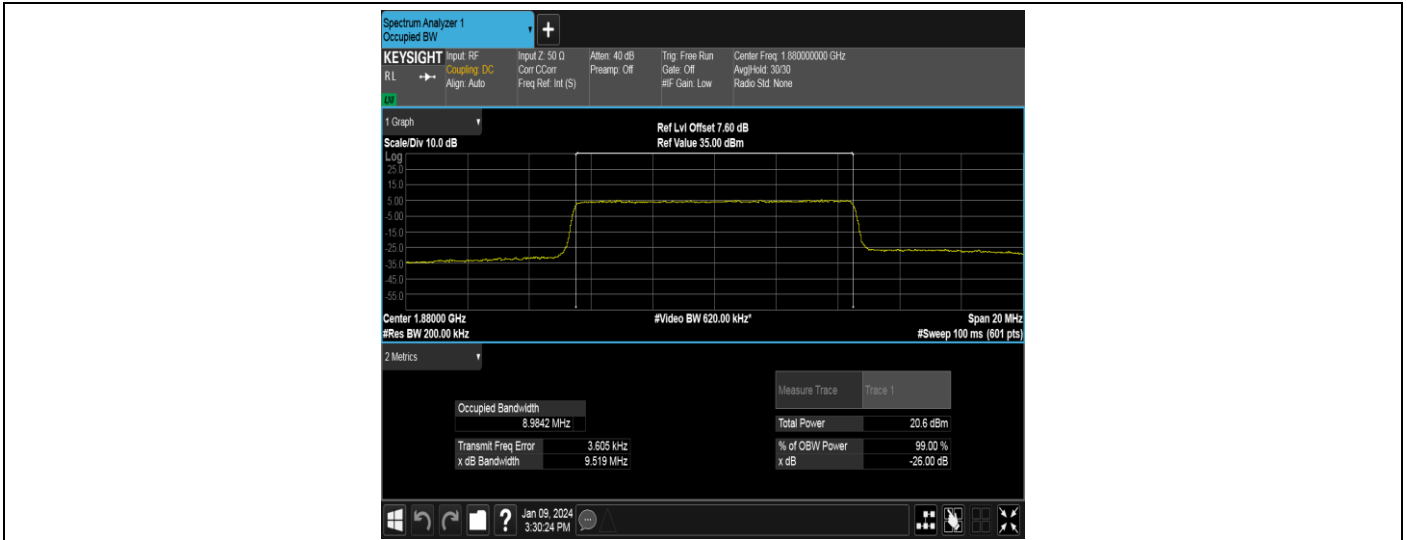 Spectrum Analyzer 1
Occupied BW
+
KEYSIGHT
RL
LXI
Input: RF
Coupling: DC
Align: Auto
Input Z: 50 Ω
Corr CCorr
Freq Ref: Int (S)
Atten: 40 dB
Preamp: Off
Trig: Free Run
Gate: Off
#IF Gain: Low
Center Freq: 1.880000000 GHz
Avg|Hold: 30/30
Radio Std: None
1 Graph
Scale/Div 10.0 dB
Ref Lvl Offset 7.60 dB
Ref Value 35.00 dBm
Log
25.0
15.0
5.00
-5.00
-15.0
-25.0
-35.0
-45.0
-55.0
Center 1.88000 GHz
#Video BW 620.00 kHz*
Span 20 MHz
#Res BW 200.00 kHz
#Sweep 100 ms (601 pts)
2 Metrics
Measure Trace Trace 1
Occupied Bandwidth
8.9842 MHz
Total Power 20.6 dBm
Transmit Freq Error 3.605 kHz
% of OBW Power 99.00 %
x dB Bandwidth 9.519 MHz
x dB -26.00 dB
?
Jan 09, 2024
3:30:24 PM